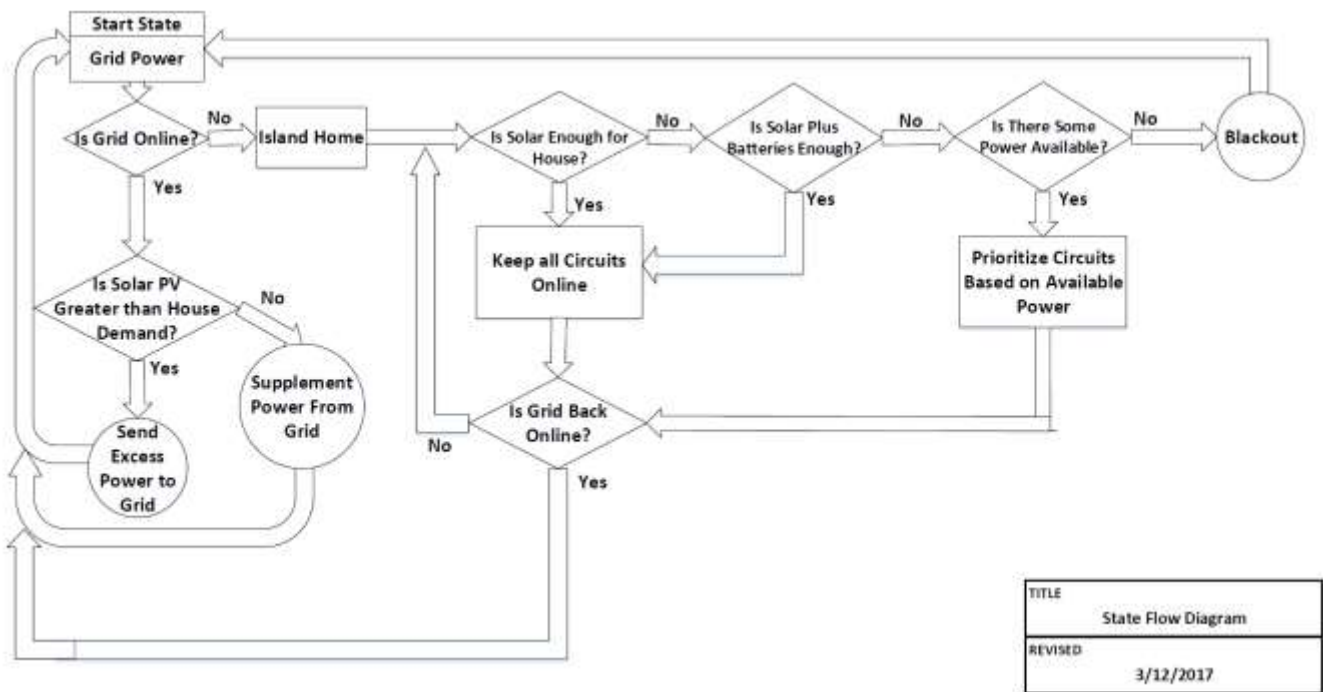 Start State
Grid Power
Is Grid Online?
No
Island Home
Is Solar Enough for
House?
No
Is Solar Plus
Batteries Enough?
No
Is There Some
Power Available?
No
Blackout
Yes
Yes
Yes
Yes
Keep all Circuits
Online
Prioritize Circuits
Based on Available
Power
Is Solar PV
Greater than House
Demand?
No
Yes
Supplement
Power From
Grid
Send
Excess
Power to
Grid
Is Grid Back
Online?
No
Yes
TITLE
State Flow Diagram
REVISED
3/12/2017